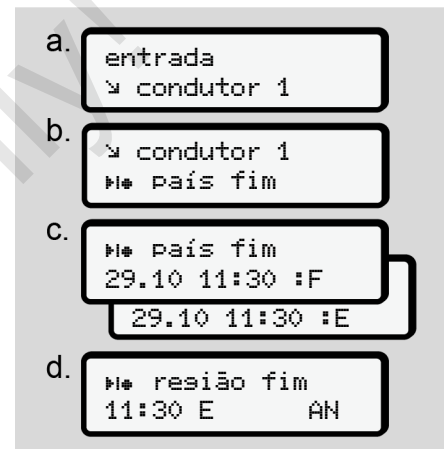 a.
entrada
condutor 1
b.
condutor 1
país fim
c.
país fim
29.10 11:30 :F
29.10 11:30 :E
d.
região fim
11:30 E AN